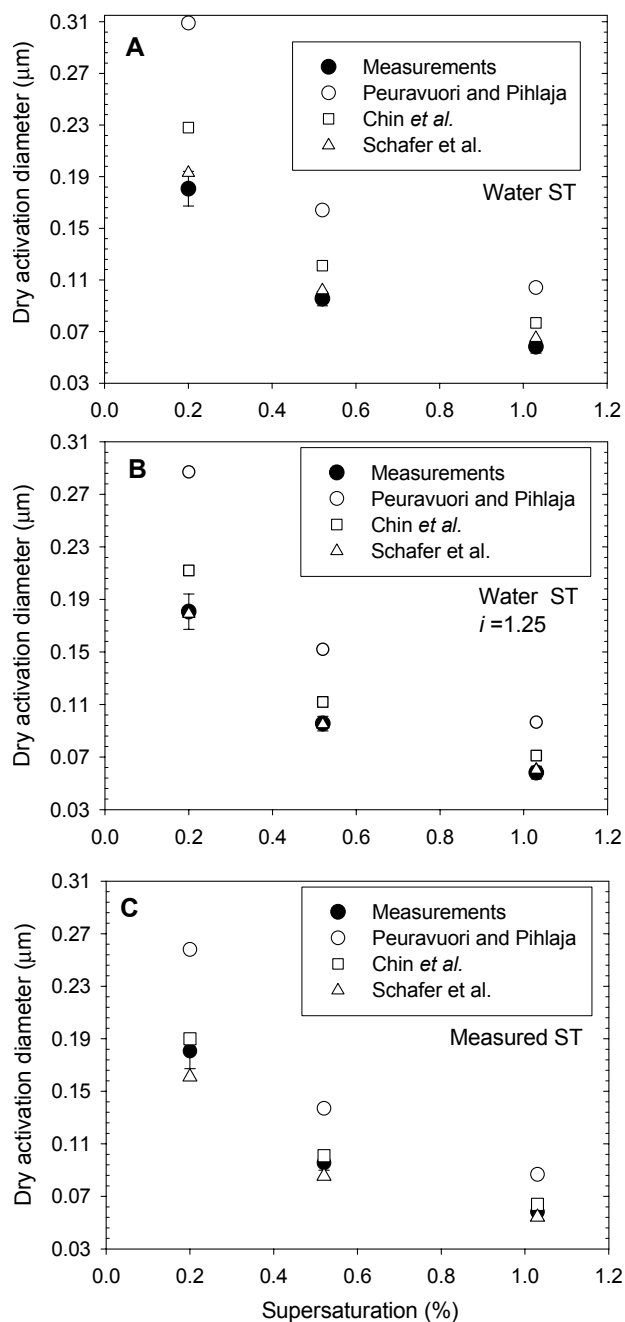 A
Measurements
Peuravuori and Pihlaja
Chin et al.
Schafer et al.
Water ST
Dry activation diameter (μm)
0.31
0.27
0.23
0.19
0.15
0.11
0.07
0.03
0.0 0.2 0.4 0.6 0.8 1.0 1.2
B
Measurements
Peuravuori and Pihlaja
Chin et al.
Schafer et al.
Water ST
i =1.25
Dry activation diameter (μm)
0.31
0.27
0.23
0.19
0.15
0.11
0.07
0.03
0.0 0.2 0.4 0.6 0.8 1.0 1.2
C
Measurements
Peuravuori and Pihlaja
Chin et al.
Schafer et al.
Measured ST
Dry activation diameter (μm)
0.31
0.27
0.23
0.19
0.15
0.11
0.07
0.03
0.0 0.2 0.4 0.6 0.8 1.0 1.2
Supersaturation (%)